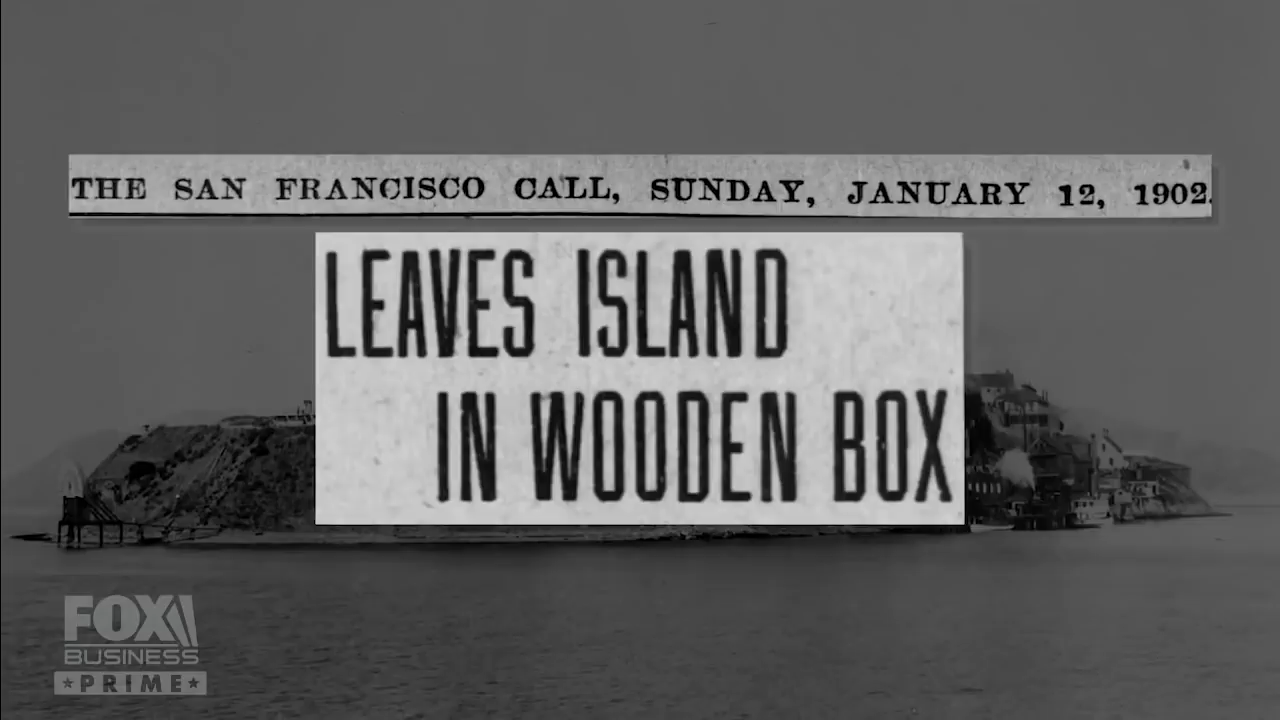 THE SAN FRANCISCO CALL, SUNDAY, JANUARY 12, 1902.
LEAVES ISLAND
IN WOODEN BOX
FOX
BUSINESS
★PRIME★